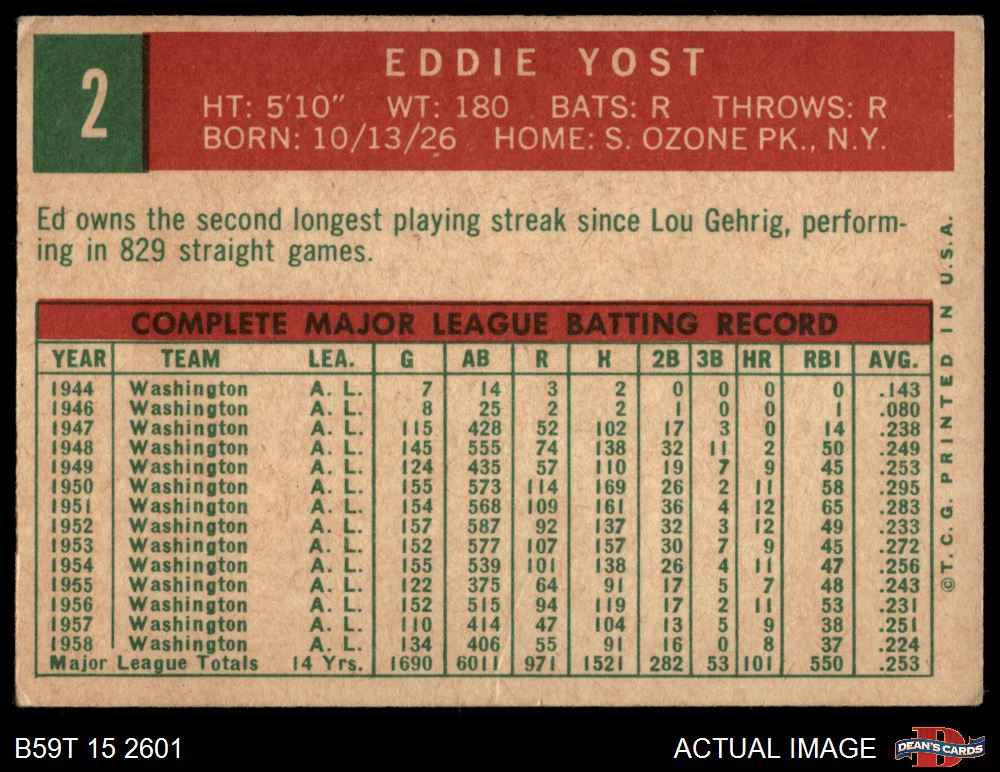 2
EDDIE YOST
HT: 5'10" WT: 180 BATS: R THROWS: R
BORN: 10/13/26 HOME: S. OZONE PK., N.Y.
Ed owns the second longest playing streak since Lou Gehrig, perform-
ing in 829 straight games.
COMPLETE MAJOR LEAGUE BATTING RECORD
YEAR TEAM LEA. G AB R H 2B 3B HR RBI AVG.
1944 Washington A. L. 7 14 3 2 0 0 0 0 .143
1946 Washington A. L. 8 25 2 2 1 0 0 1 .080
1947 Washington A. L. 115 428 52 102 17 3 0 14 .238
1948 Washington A. L. 145 555 74 138 32 11 2 50 .249
1949 Washington A. L. 124 435 57 110 19 7 9 45 .253
1950 Washington A. L. 155 573 114 169 26 2 11 58 .295
1951 Washington A. L. 154 568 109 161 36 4 12 65 .283
1952 Washington A. L. 157 587 92 137 32 3 12 49 .233
1953 Washington A. L. 152 577 107 157 30 7 9 45 .272
1954 Washington A. L. 155 539 101 138 26 4 11 47 .256
1955 Washington A. L. 122 375 64 91 17 5 7 48 .243
1956 Washington A. L. 152 515 94 119 17 2 11 53 .231
1957 Washington A. L. 110 414 47 104 13 5 9 38 .251
1958 Washington A. L. 134 406 55 91 16 0 8 37 .224
Major League Totals 14 Yrs. 1690 6011 971 1521 282 53 101 550 .253
©T. C. G. PRINTED IN U.S.A.
B59T 15 2601
ACTUAL IMAGE
D
DEAN'S CARDS